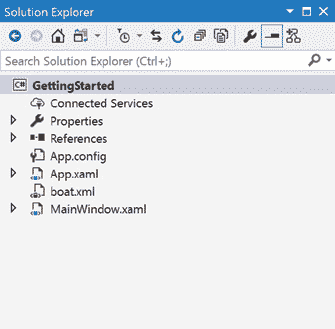 Solution Explorer
Search Solution Explorer (Ctrl+;)
C# GettingStarted
Connected Services
Properties
References
App.config
App.xaml
boat.xml
MainWindow.xaml